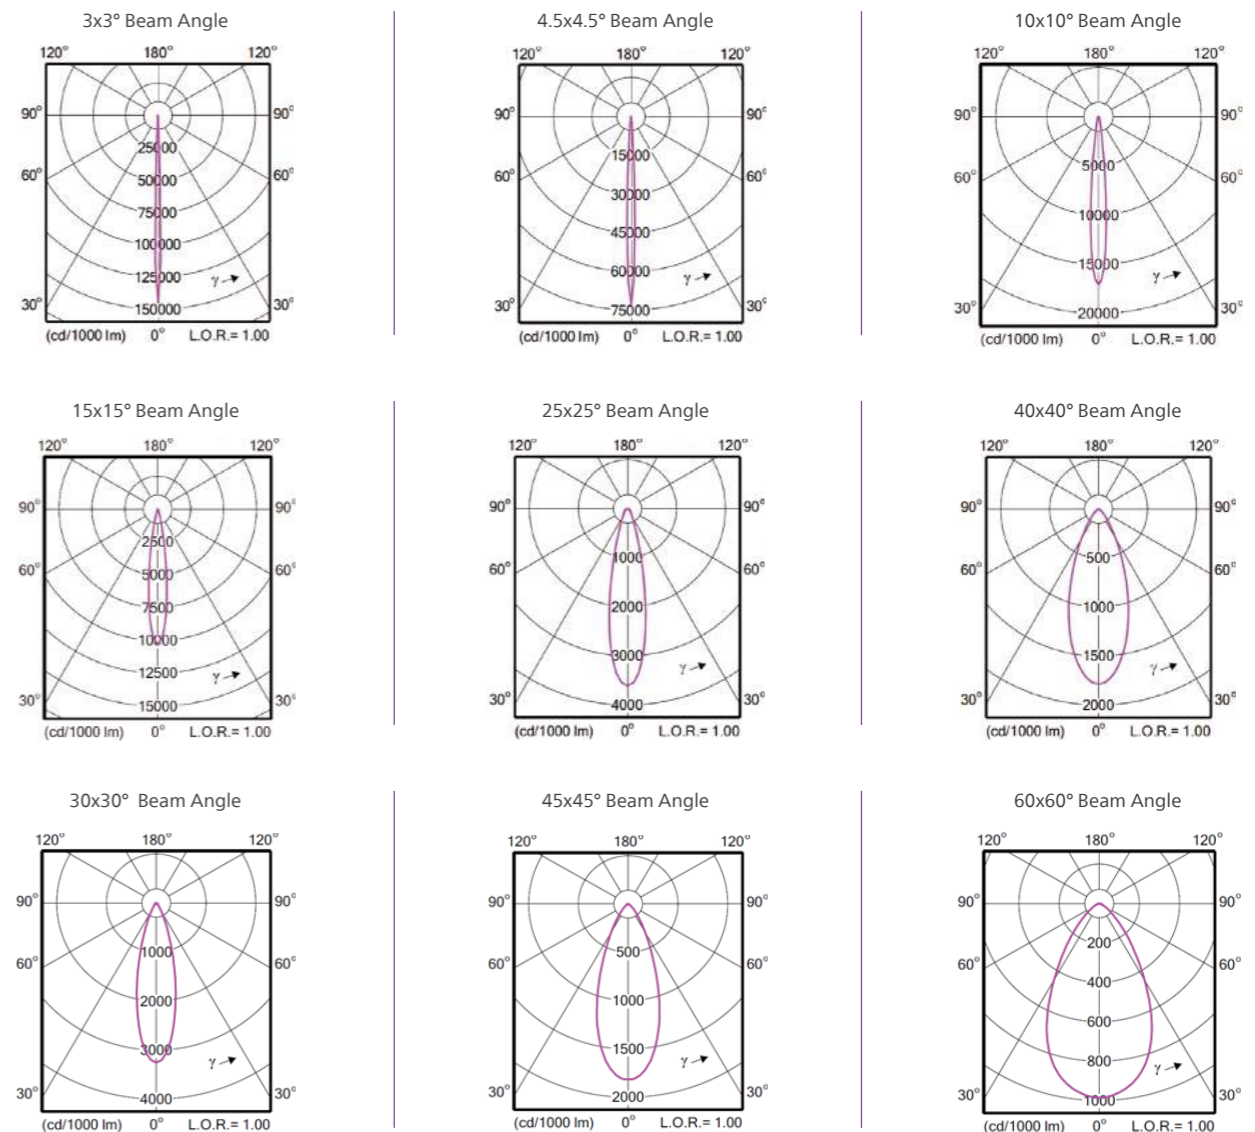 3x3° Beam Angle
120° 180° 120°
90° 90°
25000
50000
60° 60°
75000
100000
125000
γ
30° 150000 30°
(cd/1000 lm) 0° L.O.R.= 1.00
4.5x4.5° Beam Angle
120° 180° 120°
90° 90°
15000
60° 60°
30000
45000
60000
γ
30° 75000 30°
(cd/1000 lm) 0° L.O.R.= 1.00
10x10° Beam Angle
120° 180° 120°
90° 90°
5000
60° 60°
10000
15000
γ
30° 30°
20000
(cd/1000 lm) 0° L.O.R.= 1.00
15x15° Beam Angle
120° 180° 120°
90° 90°
2500
60° 5000 60°
7500
10000
12500
γ
30° 15000 30°
(cd/1000 lm) 0° L.O.R.= 1.00
25x25° Beam Angle
120° 180° 120°
90° 90°
1000
60° 60°
2000
3000
γ
30° 4000 30°
(cd/1000 lm) 0° L.O.R.= 1.00
40x40° Beam Angle
120° 180° 120°
90° 90°
500
60° 60°
1000
1500
γ
30° 2000 30°
(cd/1000 lm) 0° L.O.R.= 1.00
30x30° Beam Angle
120° 180° 120°
90° 90°
1000
60° 60°
2000
3000
γ
30° 4000 30°
(cd/1000 lm) 0° L.O.R.= 1.00
45x45° Beam Angle
120° 180° 120°
90° 90°
500
60° 60°
1000
1500
γ
30° 2000 30°
(cd/1000 lm) 0° L.O.R.= 1.00
60x60° Beam Angle
120° 180° 120°
90° 90°
200
60° 60°
400
600
800
γ
30° 1000 30°
(cd/1000 lm) 0° L.O.R.= 1.00